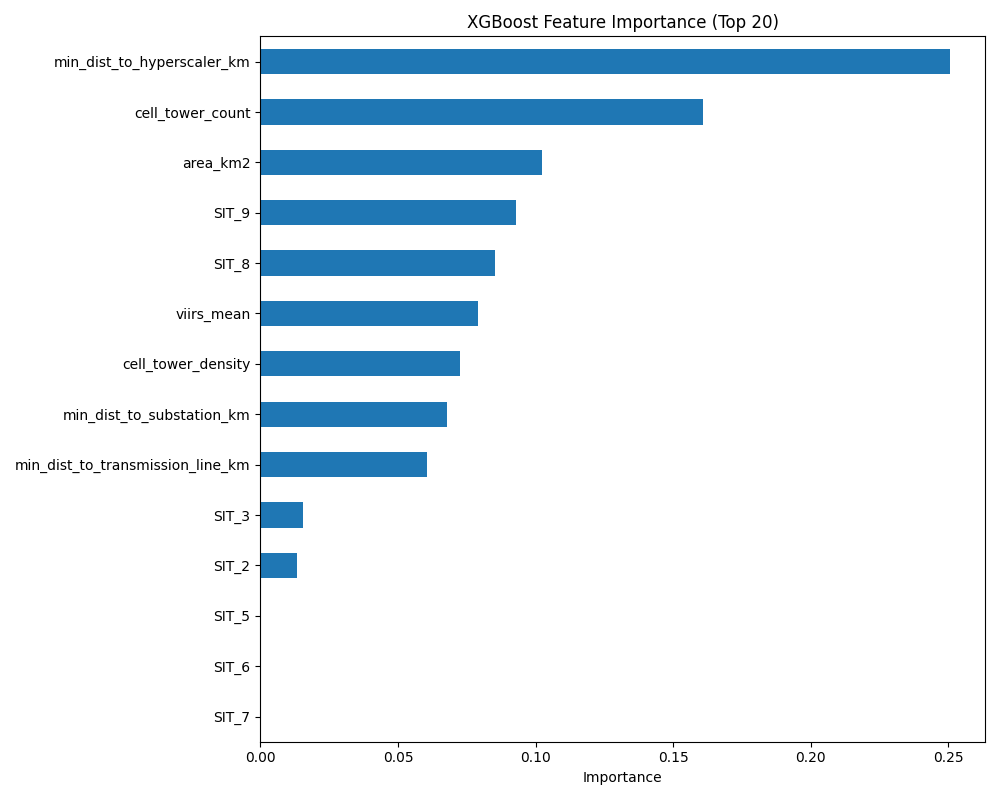 XGBoost Feature Importance (Top 20)
min_dist_to_hyperscaler_km
cell_tower_count
area_km2
SIT_9
SIT_8
viirs_mean
cell_tower_density
min_dist_to_substation_km
min_dist_to_transmission_line_km
SIT_3
SIT_2
SIT_5
SIT_6
SIT_7
0.00 0.05 0.10 0.15 0.20 0.25
Importance